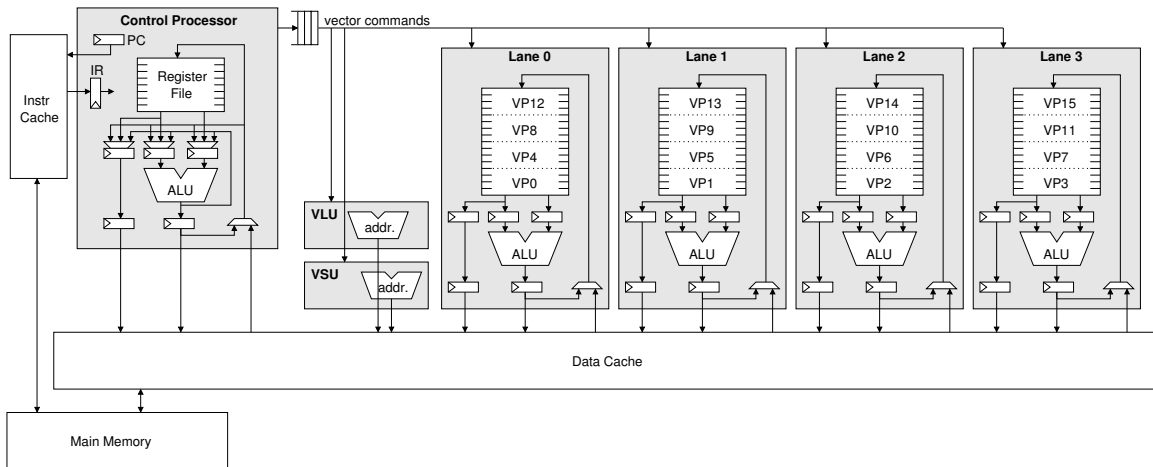 Control Processor
vector commands
PC
Lane 0
Lane 1
Lane 2
Lane 3
IR
Register
File
Instr
Cache
VP12
VP13
VP14
VP15
VP8
VP9
VP10
VP11
VP4
VP5
VP6
VP7
VP0
VP1
VP2
VP3
ALU
VLU
addr.
ALU
ALU
ALU
ALU
VSU
addr.
Data Cache
Main Memory